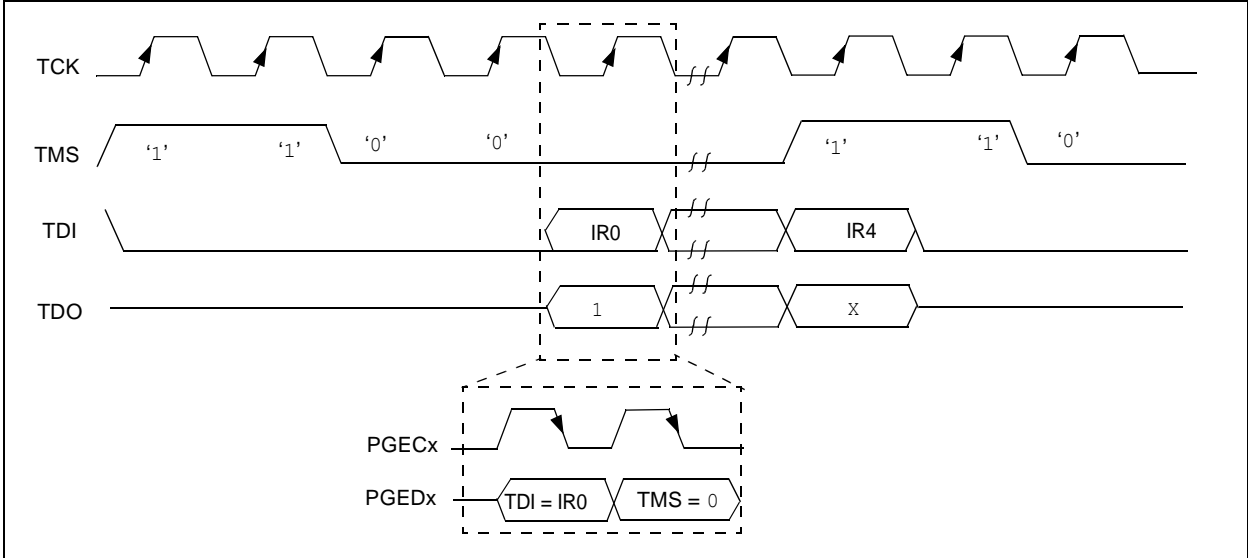 TCK
TMS ‘1’ ‘1’ ‘0’ ‘0’ ‘1’ ‘1’ ‘0’
TDI IR0 IR4
TDO 1 X
PGECx
PGEDx TDI = IR0 TMS = 0